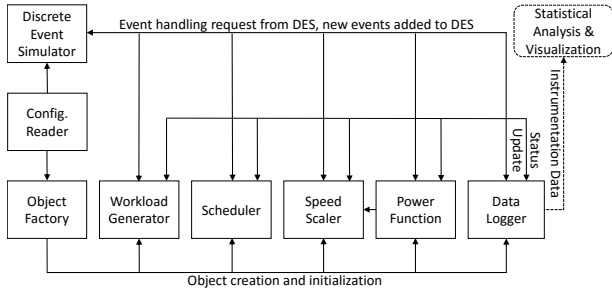 Discrete
Event
Simulator
Event handling request from DES, new events added to DES
Statistical
Analysis &
Visualization
Config.
Reader
Status
Update
Instrumentation Data
Object
Factory
Workload
Generator
Scheduler
Speed
Scaler
Power
Function
Data
Logger
Object creation and initialization